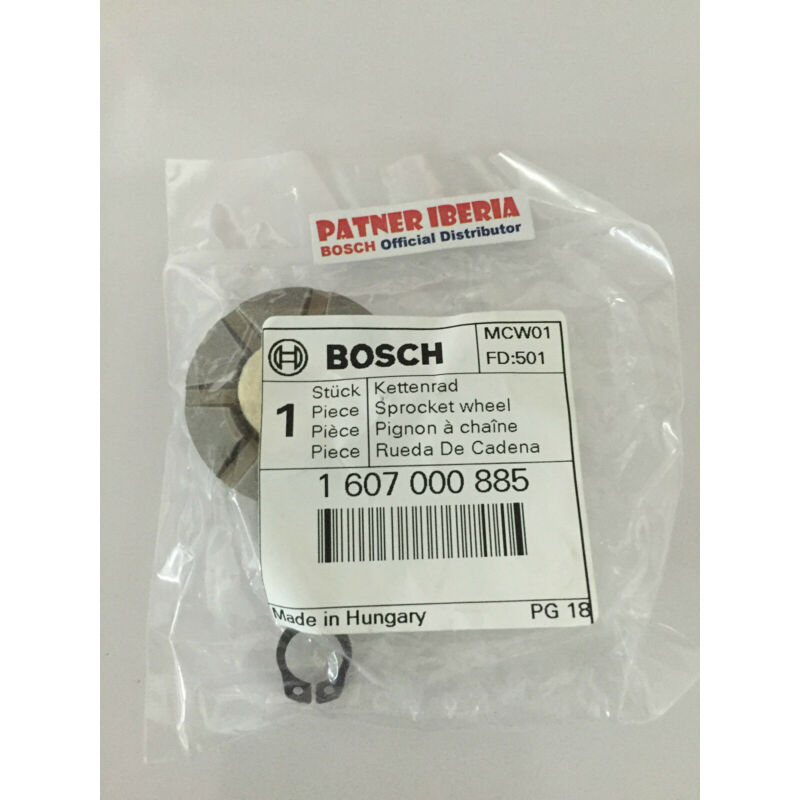 PATNER IBERIA
BOSCH Official Distributor
BOSCH
MCW01
FD:501
1
Stück
Piece
Pièce
Piece
Kettenrad
Sprocket wheel
Pignon à chaîne
Rueda De Cadena
1 607 000 885
Made in Hungary
PG 18